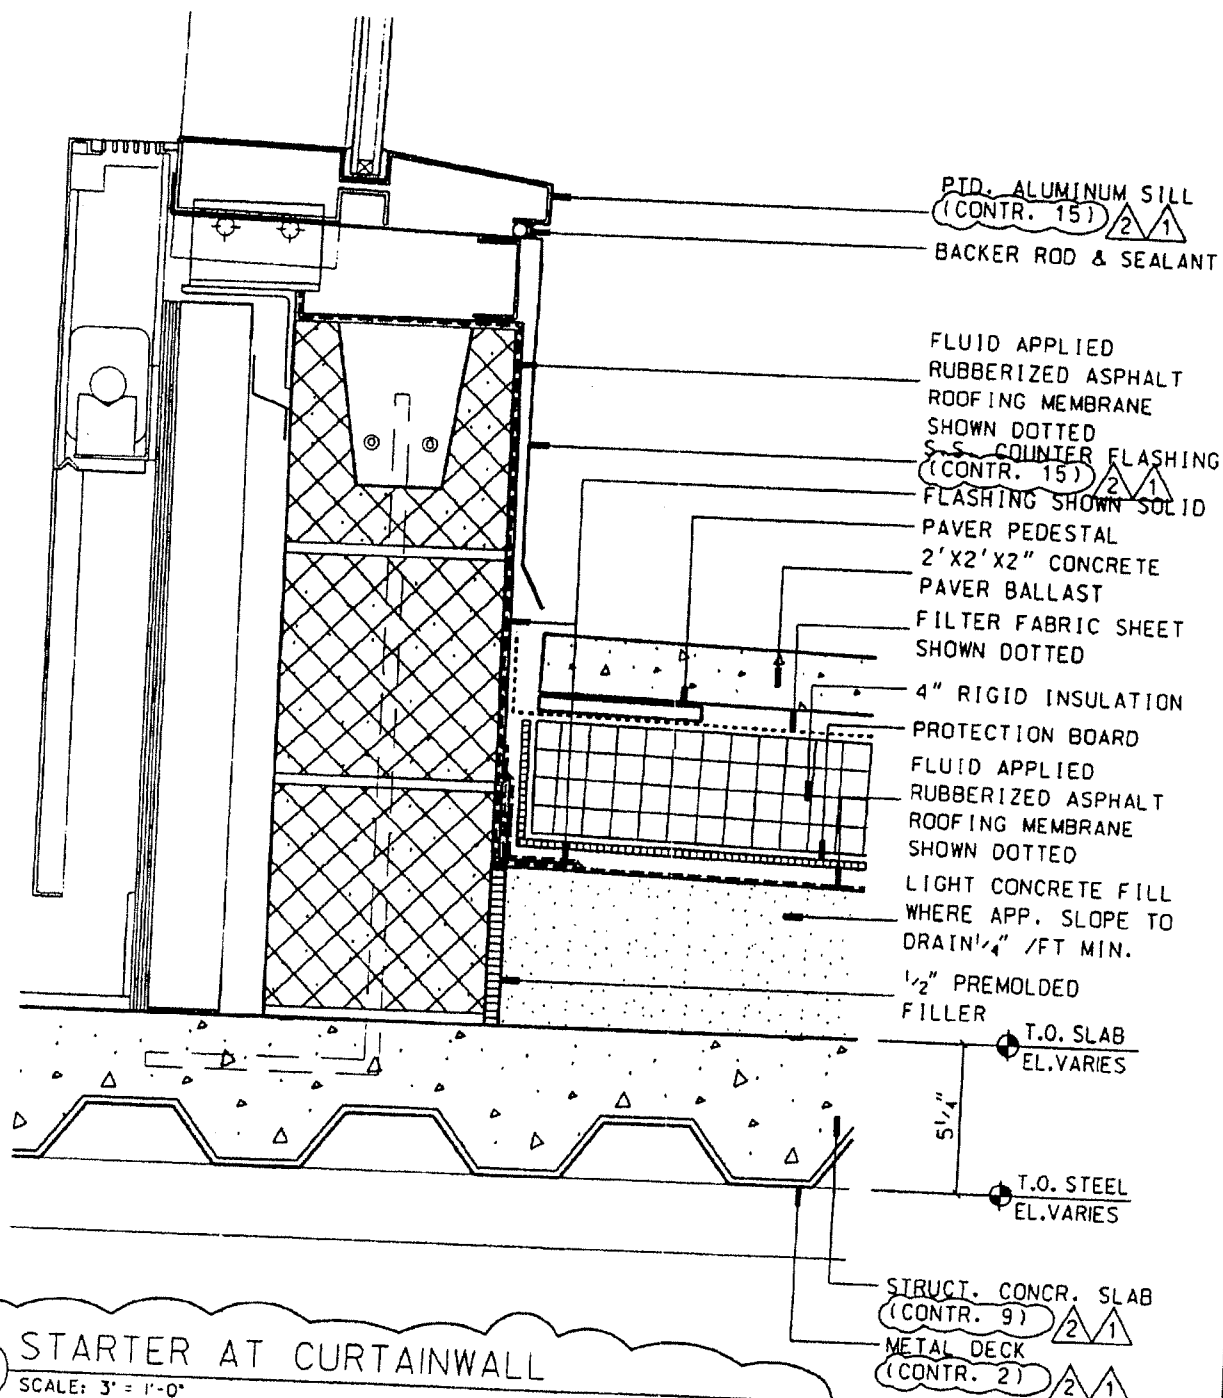 PTD. ALUMINUM SILL
(CONTR. 15) 2 1
BACKER ROD & SEALANT
FLUID APPLIED
RUBBERIZED ASPHALT
ROOFING MEMBRANE
SHOWN DOTTED
S.S. COUNTER FLASHING
(CONTR. 15) 2 1
FLASHING SHOWN SOLID
PAVER PEDESTAL
2'X2'X2" CONCRETE
PAVER BALLAST
FILTER FABRIC SHEET
SHOWN DOTTED
4" RIGID INSULATION
PROTECTION BOARD
FLUID APPLIED
RUBBERIZED ASPHALT
ROOFING MEMBRANE
SHOWN DOTTED
LIGHT CONCRETE FILL
WHERE APP. SLOPE TO
DRAIN 1/4" /FT MIN.
1/2" PREMOLDED
FILLER
T.O. SLAB
EL.VARIES
5 1/4"
T.O. STEEL
EL.VARIES
STRUCT. CONCR. SLAB
(CONTR. 9) 2 1
METAL DECK
(CONTR. 2) 2 1
STARTER AT CURTAINWALL
SCALE: 3" = 1'-0"